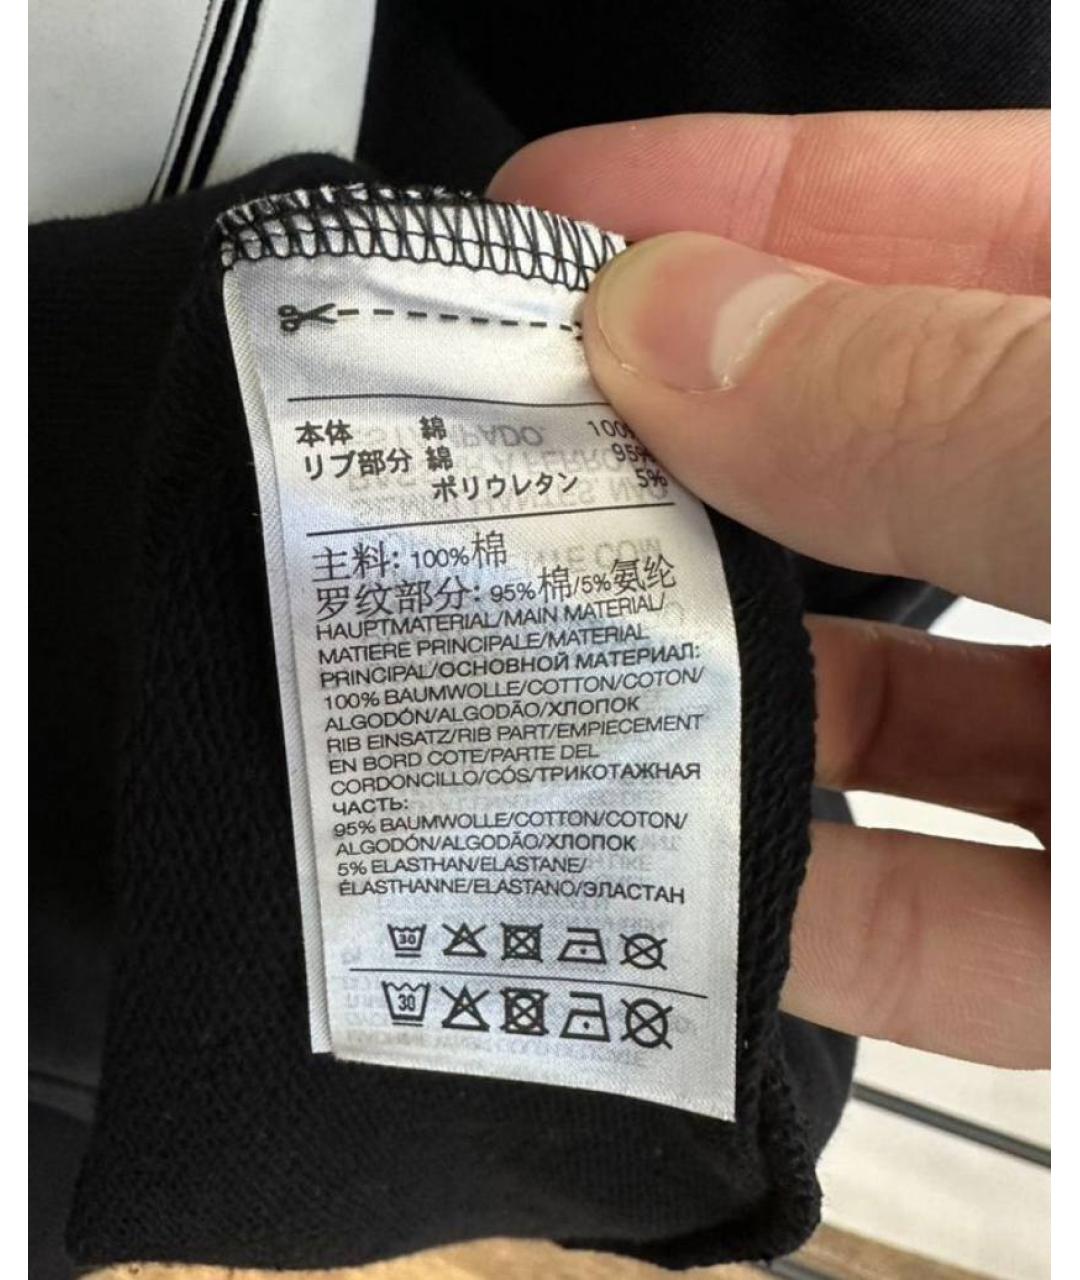 本体 綿 100%
リブ部分 綿 95%
ポリウレタン 5%
主料: 100%棉
罗纹部分: 95%棉/5%氨纶
HAUPTMATERIAL/MAIN MATERIAL/
MATIERE PRINCIPALE/MATERIAL
PRINCIPAL/ОСНОВНОЙ МАТЕРИАЛ:
100% BAUMWOLLE/COTTON/COTON/
ALGODÓN/ALGODÃO/ХЛОПОК
RIB EINSATZ/RIB PART/EMPIECEMENT
EN BORD COTE/PARTE DEL
CORDONCILLO/CÓS/ТРИКОТАЖНАЯ
ЧАСТЬ:
95% BAUMWOLLE/COTTON/COTON/
ALGODÓN/ALGODÃO/ХЛОПОК
5% ELASTHAN/ELASTANE/
ÉLASTHANNE/ELASTANO/ЭЛАСТАН
30
30